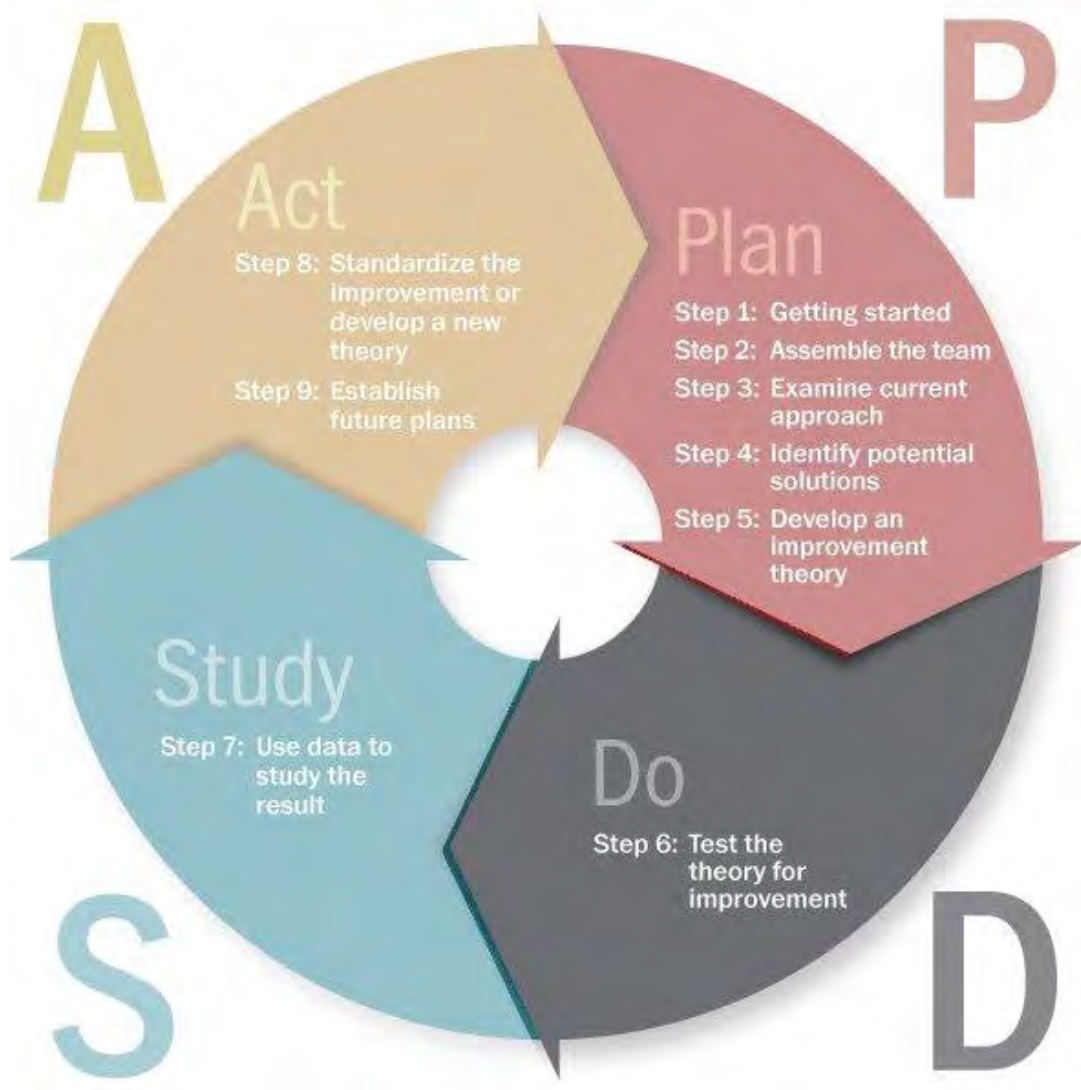 A
P
Act
Step 8: Standardize the
improvement or
develop a new
theory
Step 9: Establish
future plans
Plan
Step 1: Getting started
Step 2: Assemble the team
Step 3: Examine current
approach
Step 4: Identify potential
solutions
Step 5: Develop an
improvement
theory
Study
Step 7: Use data to
study the
result
Do
Step 6: Test the
theory for
improvement
S
D